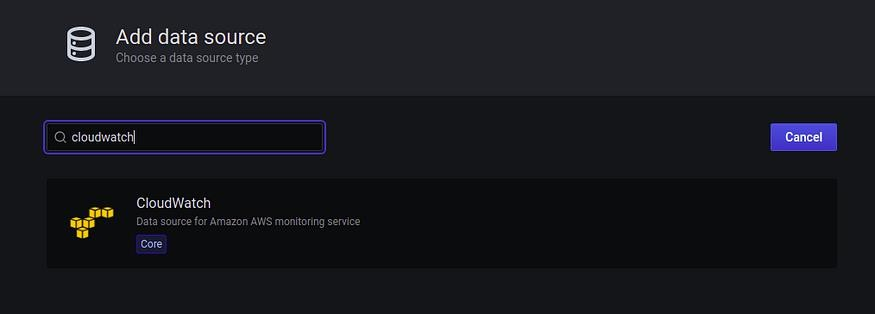 Add data source
Choose a data source type
cloudwatch
Cancel
CloudWatch
Data source for Amazon AWS monitoring service
Core